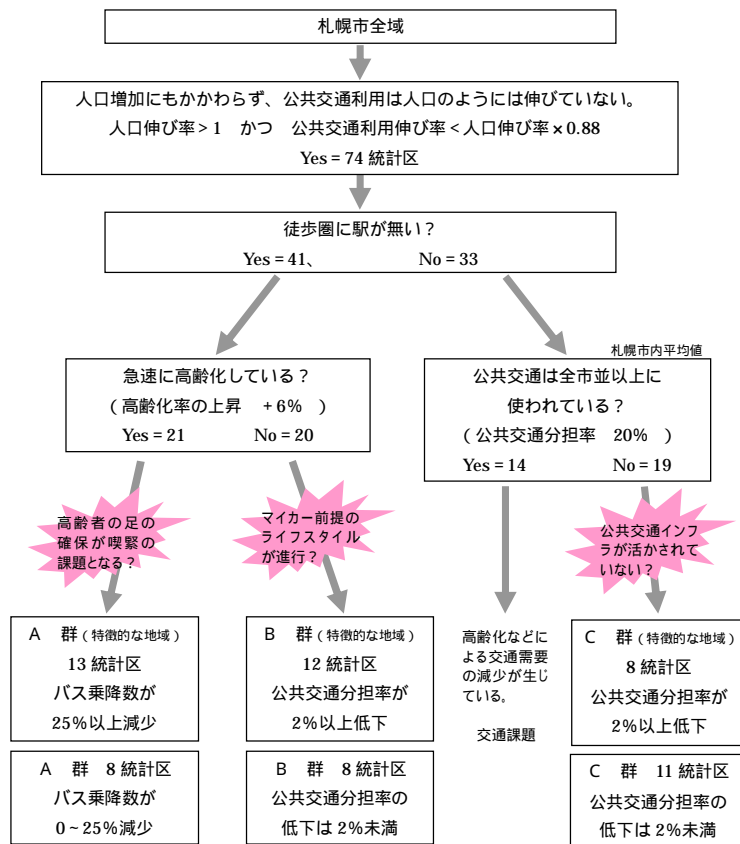 札幌市全域
人口増加にもかかわらず、公共交通利用は人口のようには伸びていない。
人口伸び率>1 かつ 公共交通利用伸び率<人口伸び率×0.88
Yes = 74 統計区
徒歩圏に駅が無い?
Yes = 41、 No = 33
急速に高齢化している?
(高齢化率の上昇 +6% )
Yes = 21 No = 20
札幌市内平均値
公共交通は全市並以上に
使われている?
(公共交通分担率 20% )
Yes = 14 No = 19
高齢者の足の
確保が喫緊の
課題となる?
マイカー前提の
ライフスタイル
が進行?
公共交通インフ
ラが活かされて
いない?
A 群(特徴的な地域)
13 統計区
バス乗降数が
25%以上減少
B 群(特徴的な地域)
12 統計区
公共交通分担率が
2%以上低下
高齢化などに
よる交通需要
の減少が生じ
ている。
交通課題
C 群(特徴的な地域)
8 統計区
公共交通分担率が
2%以上低下
A 群 8 統計区
バス乗降数が
0~25%減少
B 群 8 統計区
公共交通分担率の
低下は 2%未満
C 群 11 統計区
公共交通分担率の
低下は 2%未満